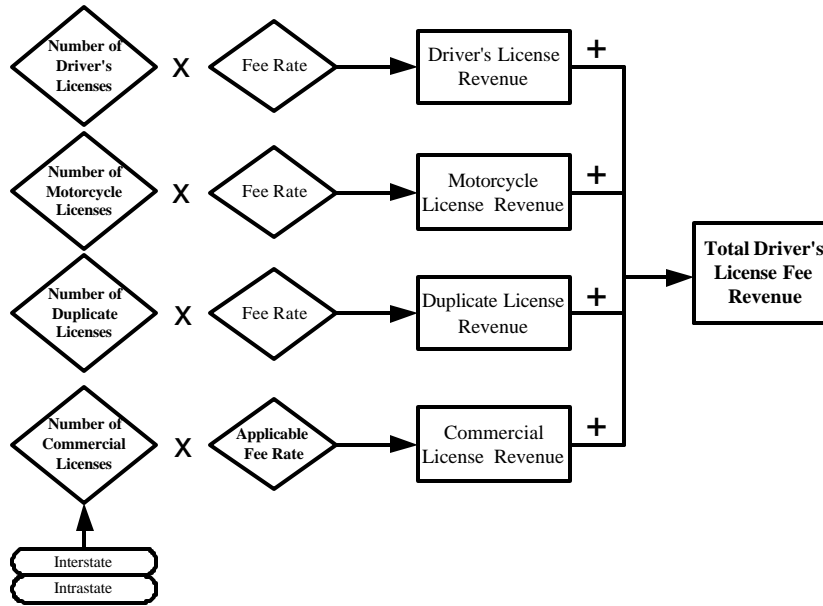 Number of
Driver's
Licenses
X
Fee Rate
Driver's License
Revenue
+
Number of
Motorcycle
Licenses
X
Fee Rate
Motorcycle
License Revenue
+
Total Driver's
License Fee
Revenue
Number of
Duplicate
Licenses
X
Fee Rate
Duplicate License
Revenue
+
Number of
Commercial
Licenses
X
Applicable
Fee Rate
Commercial
License Revenue
+
Interstate
Intrastate